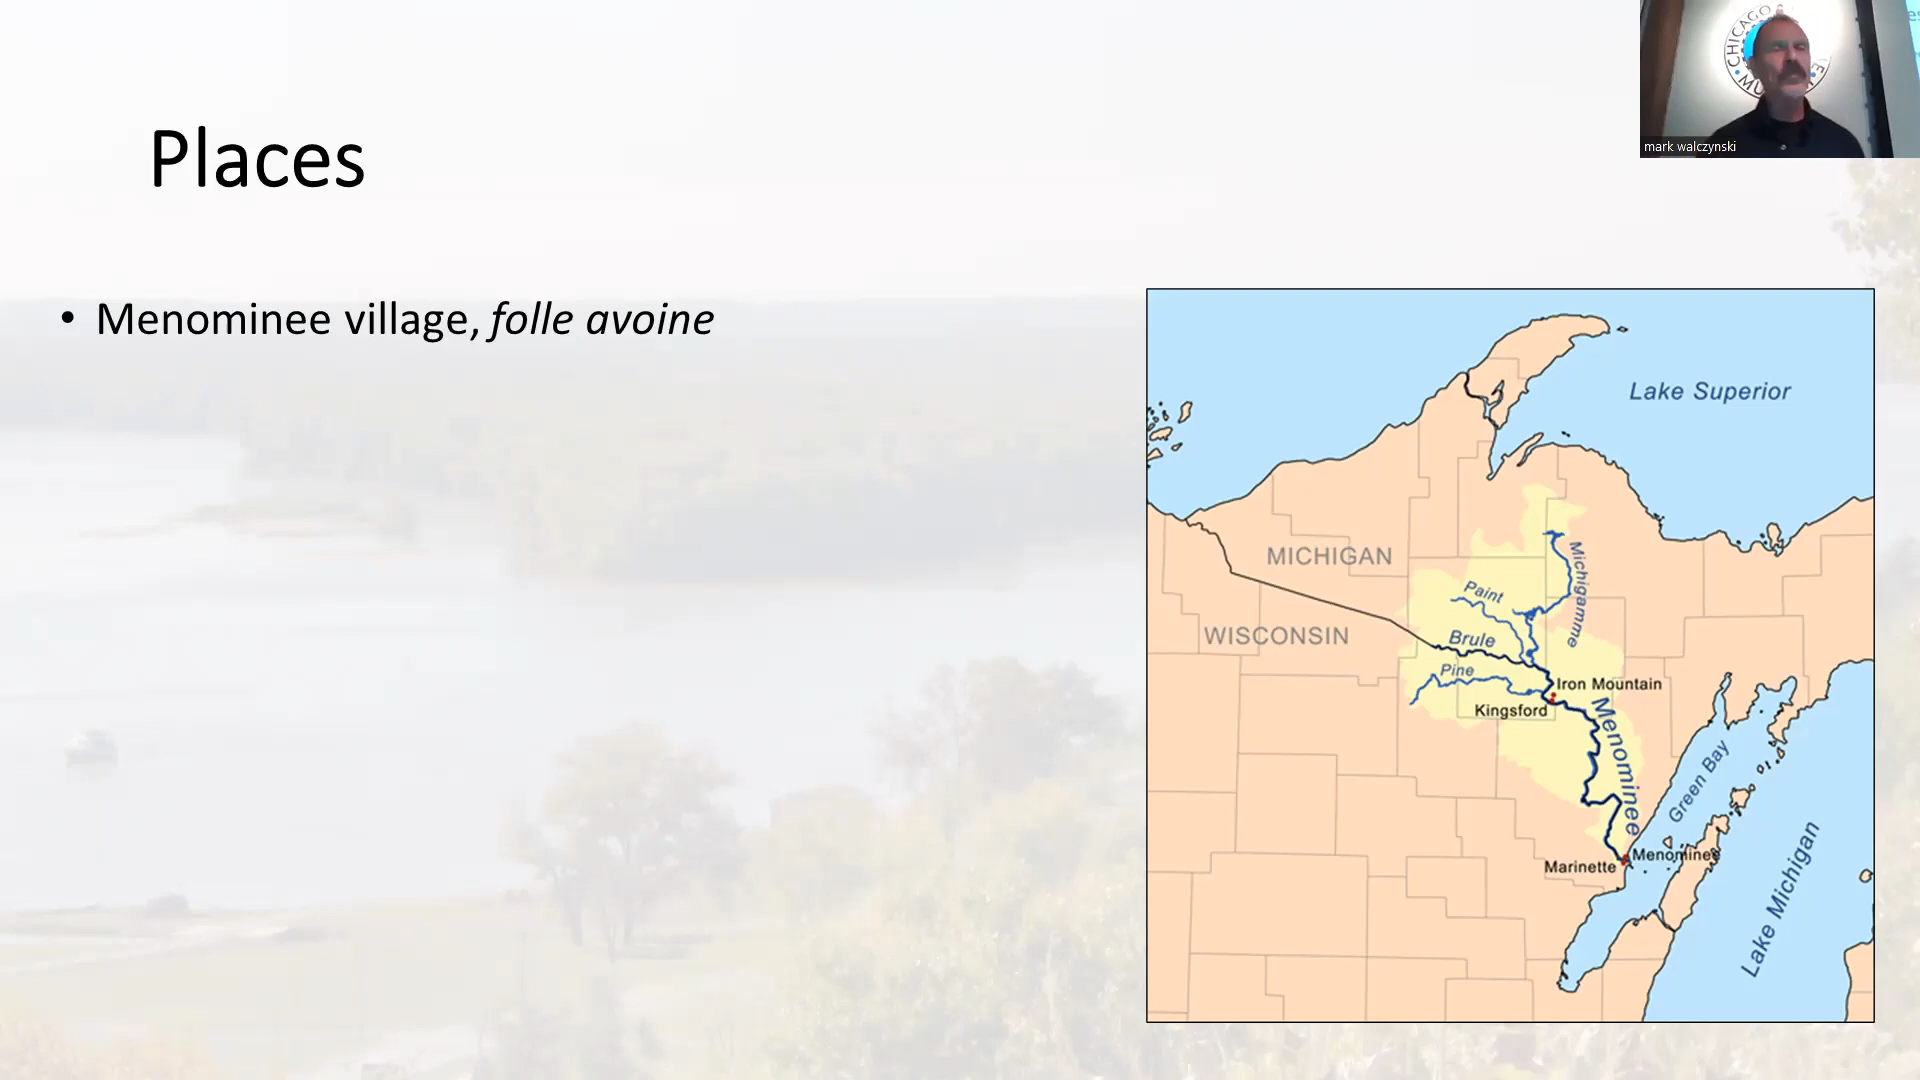 CHICAGO
mark walczynski
Places
• Menominee village, folle avoine
Lake Superior
MICHIGAN
Michigamme
Paint
WISCONSIN
Brule
Pine
Iron Mountain
Kingsford
Menominee
Green Bay
Marinette
Menominee
Lake Michigan